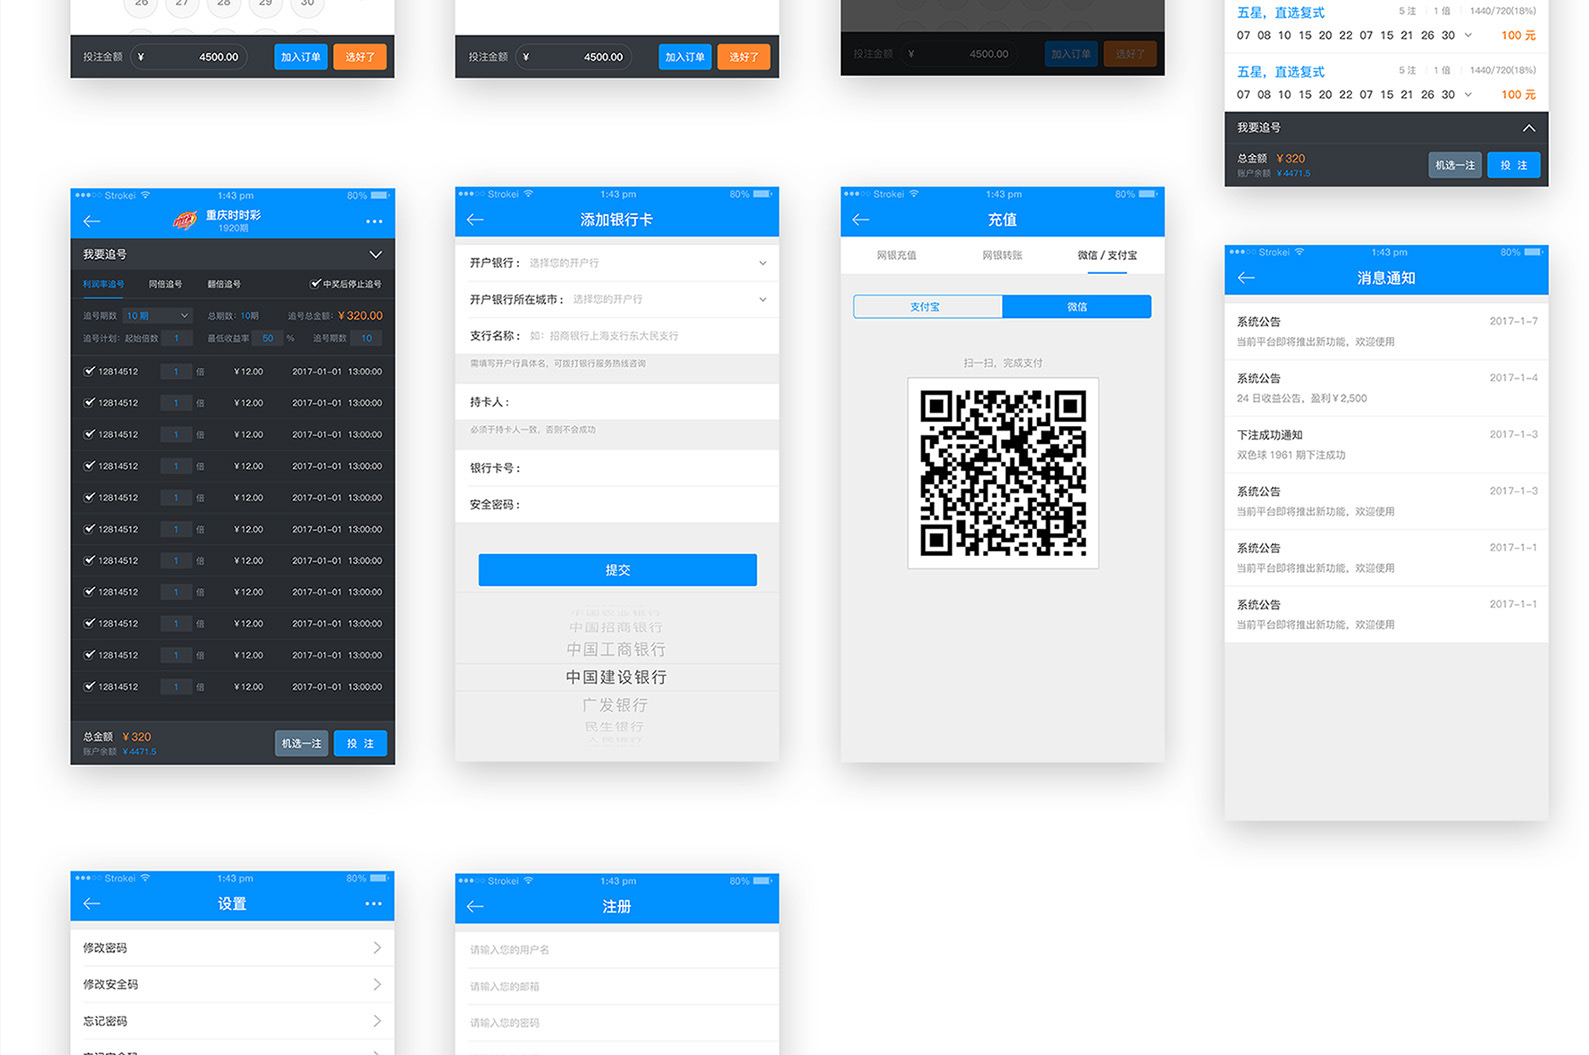 26 27 28 29 30
投注金额 ¥ 4500.00 加入订单 选好了
投注金额 ¥ 4500.00 加入订单 选好了
投注金额 ¥ 4500.00 加入订单 选好了
五星，直选复式 5 注 1 倍 1440/720(18%)
07 08 10 15 20 22 07 15 21 26 30 100 元
五星，直选复式 5 注 1 倍 1440/720(18%)
07 08 10 15 20 22 07 15 21 26 30 100 元
我要追号
总金额 ¥ 320
账户余额 ¥ 4471.5
机选一注 投 注
Strokei 1:43 pm 80%
重庆时时彩
1920期
我要追号
利润率追号 同倍追号 翻倍追号 中奖后停止追号
追号期数 10 期 总期数：10期 追号总金额：¥ 320.00
追号计划：起始倍数 1 最低收益率 50 % 追号期数 10
12814512 1 倍 ¥ 12.00 2017-01-01 13:00:00
12814512 1 倍 ¥ 12.00 2017-01-01 13:00:00
12814512 1 倍 ¥ 12.00 2017-01-01 13:00:00
12814512 1 倍 ¥ 12.00 2017-01-01 13:00:00
12814512 1 倍 ¥ 12.00 2017-01-01 13:00:00
12814512 1 倍 ¥ 12.00 2017-01-01 13:00:00
12814512 1 倍 ¥ 12.00 2017-01-01 13:00:00
12814512 1 倍 ¥ 12.00 2017-01-01 13:00:00
12814512 1 倍 ¥ 12.00 2017-01-01 13:00:00
12814512 1 倍 ¥ 12.00 2017-01-01 13:00:00
12814512 1 倍 ¥ 12.00 2017-01-01 13:00:00
总金额 ¥ 320
账户余额 ¥ 4471.5
机选一注 投 注
Strokei 1:43 pm 80%
添加银行卡
开户银行： 选择您的开户行
开户银行所在城市： 选择您的开户行
支行名称： 如：招商银行上海支行东大民支行
需填写开户行具体名，可拨打银行服务热线咨询
持卡人：
必须于持卡人一致，否则不会成功
银行卡号：
安全密码：
提交
中国农业银行
中国招商银行
中国工商银行
中国建设银行
广发银行
民生银行
Strokei 1:43 pm 80%
充值
网银充值 网银转账 微信 / 支付宝
支付宝 微信
扫一扫，完成支付
Strokei 1:43 pm 80%
消息通知
系统公告 2017-1-7
当前平台即将推出新功能，欢迎使用
系统公告 2017-1-4
24 日收益公告，盈利 ¥ 2,500
下注成功通知 2017-1-3
双色球 1961 期下注成功
系统公告 2017-1-3
当前平台即将推出新功能，欢迎使用
系统公告 2017-1-1
当前平台即将推出新功能，欢迎使用
系统公告 2017-1-1
当前平台即将推出新功能，欢迎使用
Strokei 1:43 pm 80%
设置
修改密码
修改安全码
忘记密码
Strokei 1:43 pm 80%
注册
请输入您的用户名
请输入您的邮箱
请输入您的密码